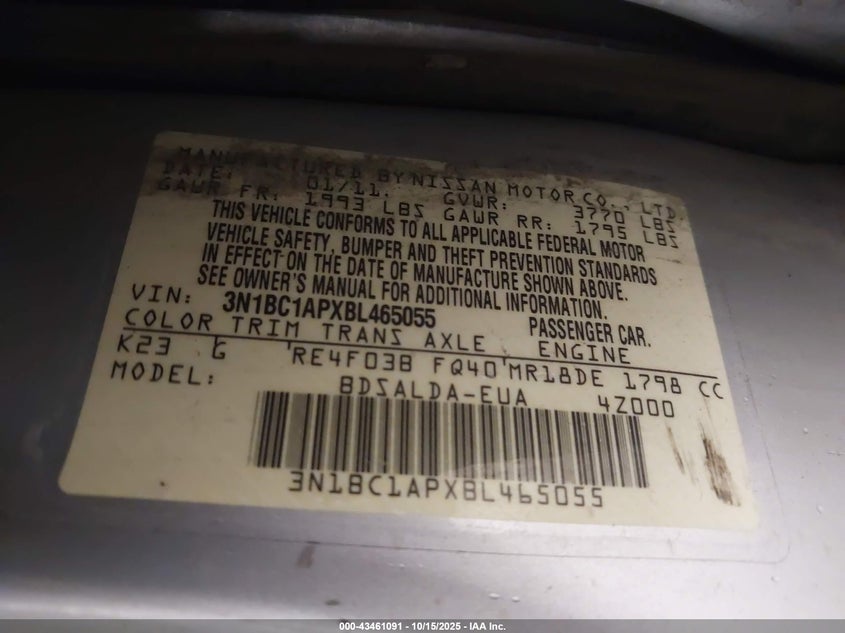 MANUFACTURED BY NISSAN MOTOR CO., LTD.
DATE: 01/11. GVWR: 3770 LBS
GAWR FR: 1993 LBS GAWR RR: 1795 LBS
THIS VEHICLE CONFORMS TO ALL APPLICABLE FEDERAL MOTOR
VEHICLE SAFETY, BUMPER AND THEFT PREVENTION STANDARDS
IN EFFECT ON THE DATE OF MANUFACTURE SHOWN ABOVE.
SEE OWNER'S MANUAL FOR ADDITIONAL INFORMATION.
VIN: 3N1BC1APXBL465055 PASSENGER CAR.
COLOR TRIM TRANS AXLE ENGINE
K23 G RE4F03B FQ40 MR18DE 1798 CC
MODEL: BDSALDA-EUA 4Z000
3N1BC1APXBL465055
000-43461091 - 10/15/2025 - IAA Inc.